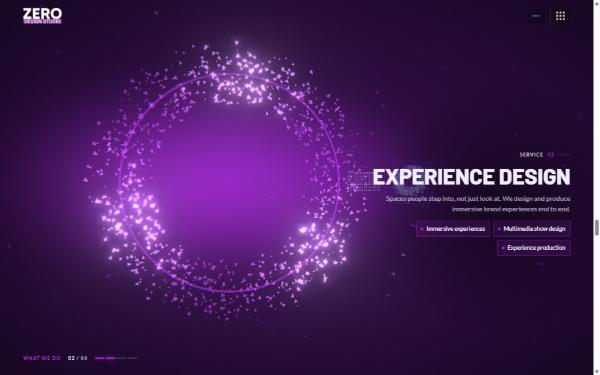 ZERO
DESIGN STUDIO
SERVICE 02
EXPERIENCE DESIGN
Spaces people step into, not just look at. We design and produce
immersive brand experiences end to end.
Immersive experiences
Multimedia show design
Experience production
WHAT WE DO 02 / 04